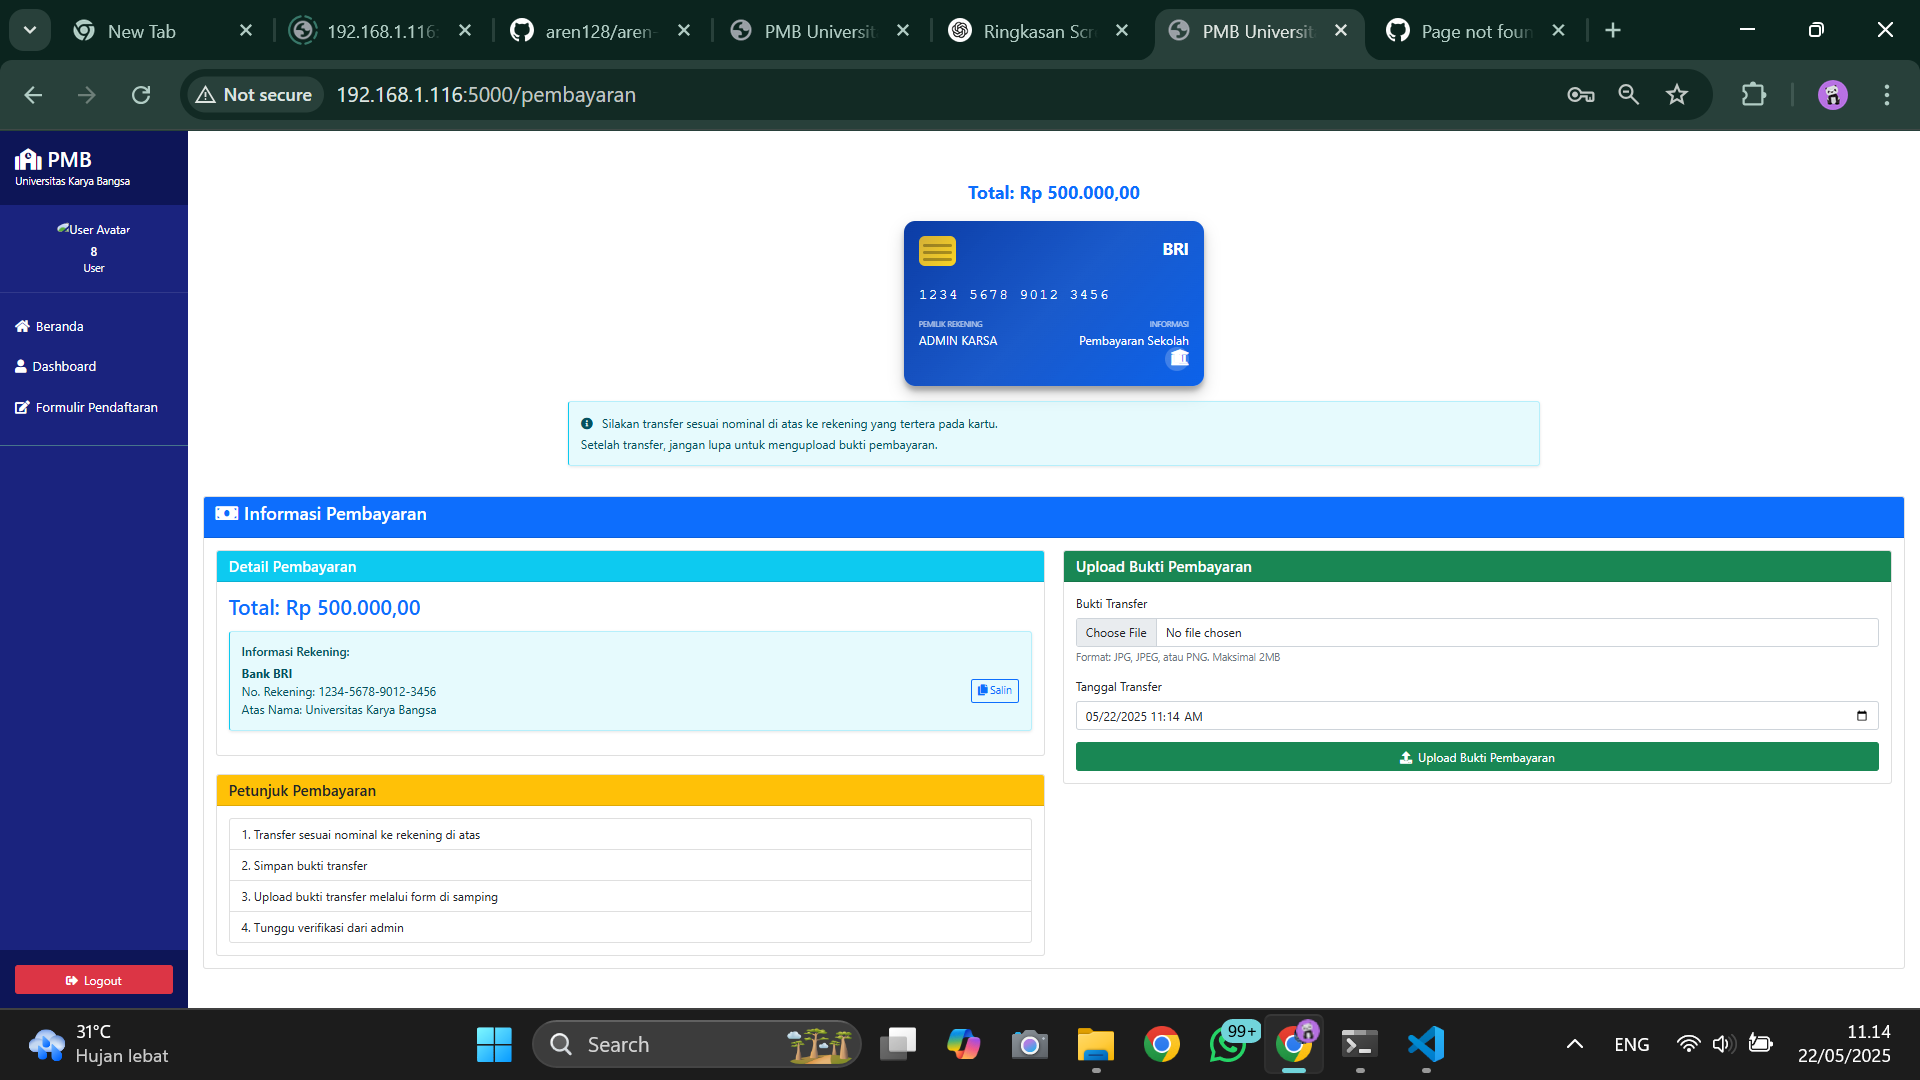 New Tab
192.168.1.116:
aren128/aren-
PMB Universit
Ringkasan Scr
PMB Universit
Page not foun
Not secure
192.168.1.116:5000/pembayaran
PMB
Universitas Karya Bangsa
User Avatar
8
User
Beranda
Dashboard
Formulir Pendaftaran
Logout
Total: Rp 500.000,00
BRI
1234 5678 9012 3456
PEMILIK REKENING
INFORMASI
ADMIN KARSA
Pembayaran Sekolah
Silakan transfer sesuai nominal di atas ke rekening yang tertera pada kartu.
Setelah transfer, jangan lupa untuk mengupload bukti pembayaran.
Informasi Pembayaran
Detail Pembayaran
Total: Rp 500.000,00
Informasi Rekening:
Bank BRI
No. Rekening: 1234-5678-9012-3456
Atas Nama: Universitas Karya Bangsa
Salin
Petunjuk Pembayaran
1. Transfer sesuai nominal ke rekening di atas
2. Simpan bukti transfer
3. Upload bukti transfer melalui form di samping
4. Tunggu verifikasi dari admin
Upload Bukti Pembayaran
Bukti Transfer
Choose File No file chosen
Format: JPG, JPEG, atau PNG. Maksimal 2MB
Tanggal Transfer
05/22/2025 11:14 AM
Upload Bukti Pembayaran
31°C
Hujan lebat
Search
99+
ENG
11.14
22/05/2025